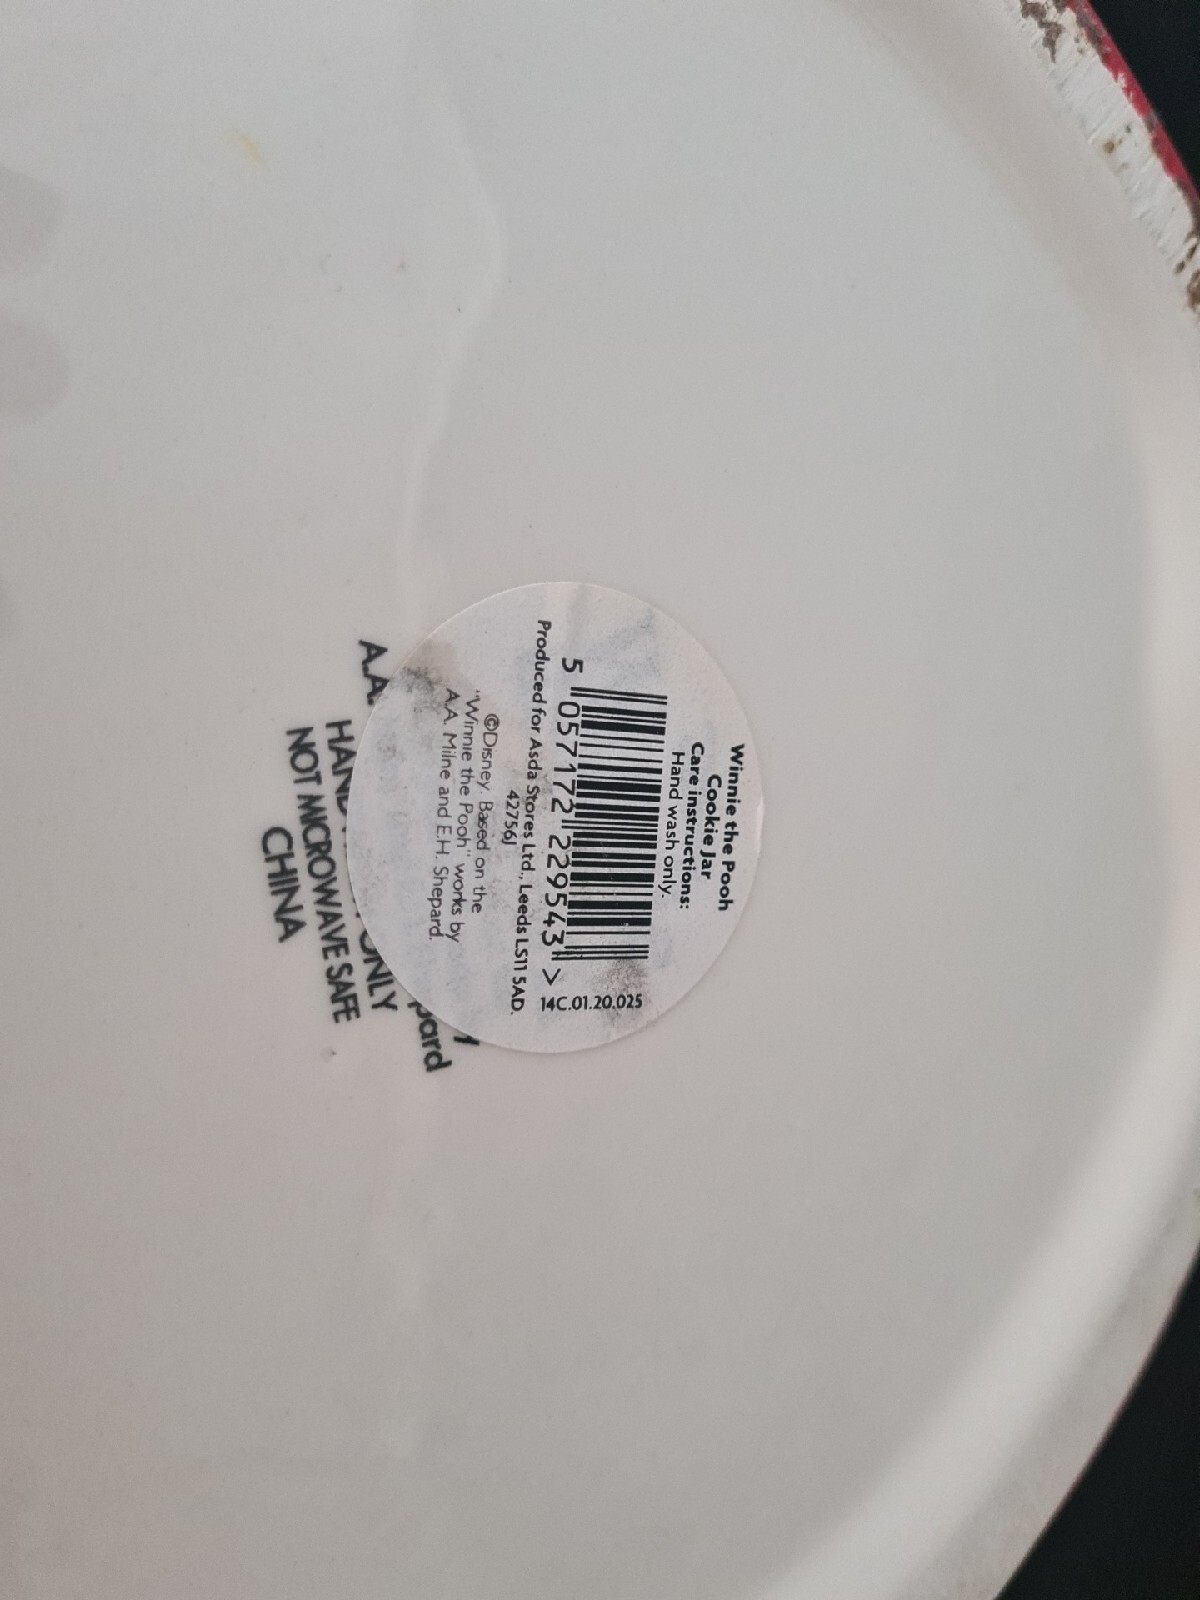 Winnie the Pooh
Cookie Jar
Care instructions:
Hand wash only.
5 057172 229543 >
14C.01.20.025
Produced for Asda Stores Ltd., Leeds LS11 5AD.
42756J
©Disney. Based on the
"Winnie the Pooh" works by
A.A. Milne and E.H. Shepard.
A.A. pard
HAND ONLY
NOT MICROWAVE SAFE
CHINA